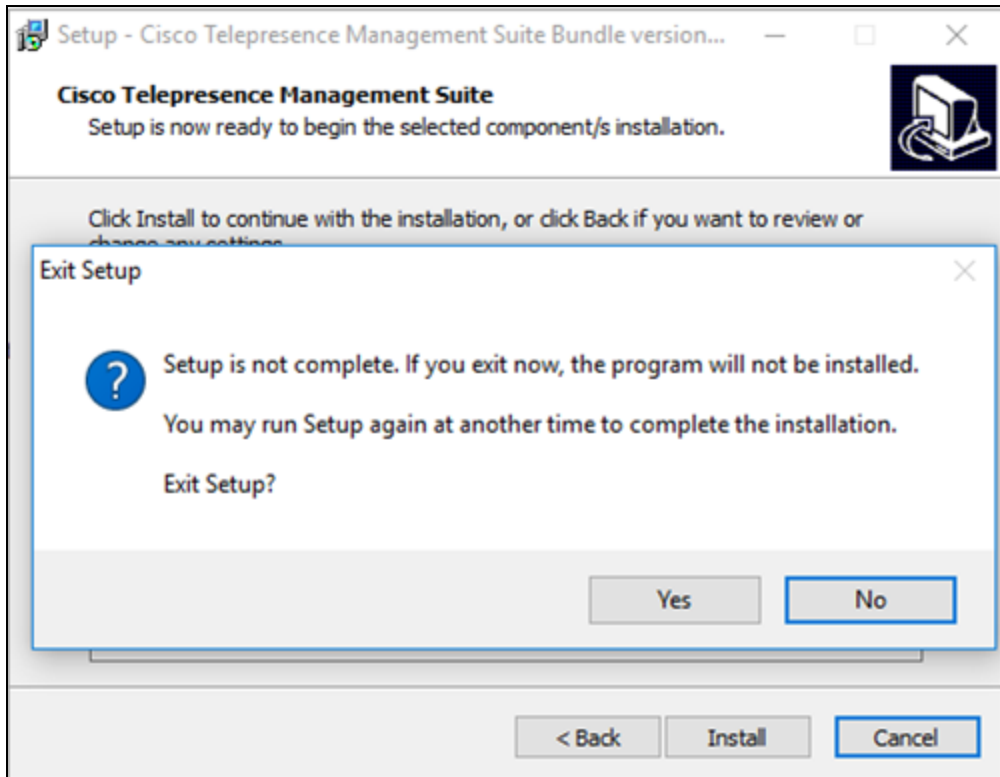 Setup - Cisco Telepresence Management Suite Bundle version...
Cisco Telepresence Management Suite
Setup is now ready to begin the selected component/s installation.
Click Install to continue with the installation, or click Back if you want to review or
change any settings.
Exit Setup
Setup is not complete. If you exit now, the program will not be installed.
You may run Setup again at another time to complete the installation.
Exit Setup?
Yes
No
< Back
Install
Cancel